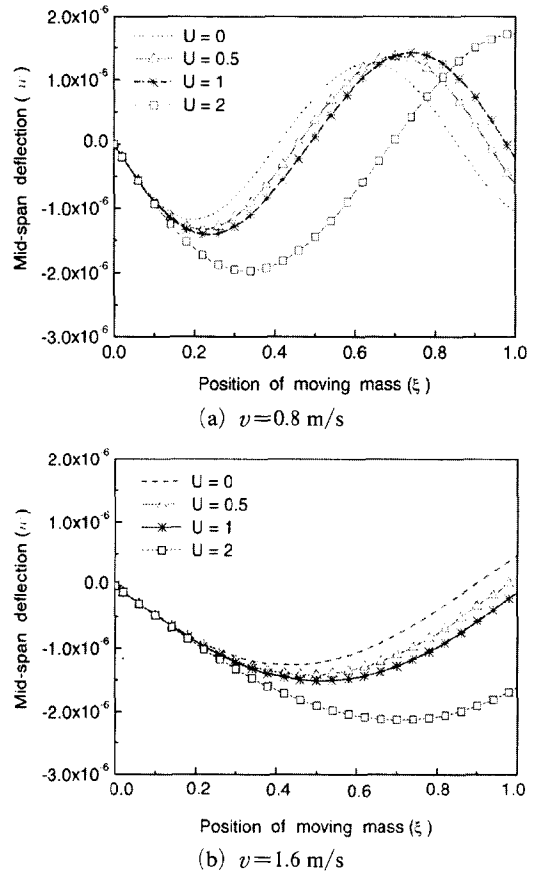 2.0x10⁻⁶
1.0x10⁻⁶
0.0
-1.0x10⁻⁶
-2.0x10⁻⁶
-3.0x10⁻⁶
Mid-span deflection (w)
U = 0
U = 0.5
U = 1
U = 2
0.0 0.2 0.4 0.6 0.8 1.0
Position of moving mass (ξ)
(a) v=0.8 m/s
2.0x10⁻⁶
1.0x10⁻⁶
0.0
-1.0x10⁻⁶
-2.0x10⁻⁶
-3.0x10⁻⁶
Mid-span deflection (w)
U = 0
U = 0.5
U = 1
U = 2
0.0 0.2 0.4 0.6 0.8 1.0
Position of moving mass (ξ)
(b) v=1.6 m/s